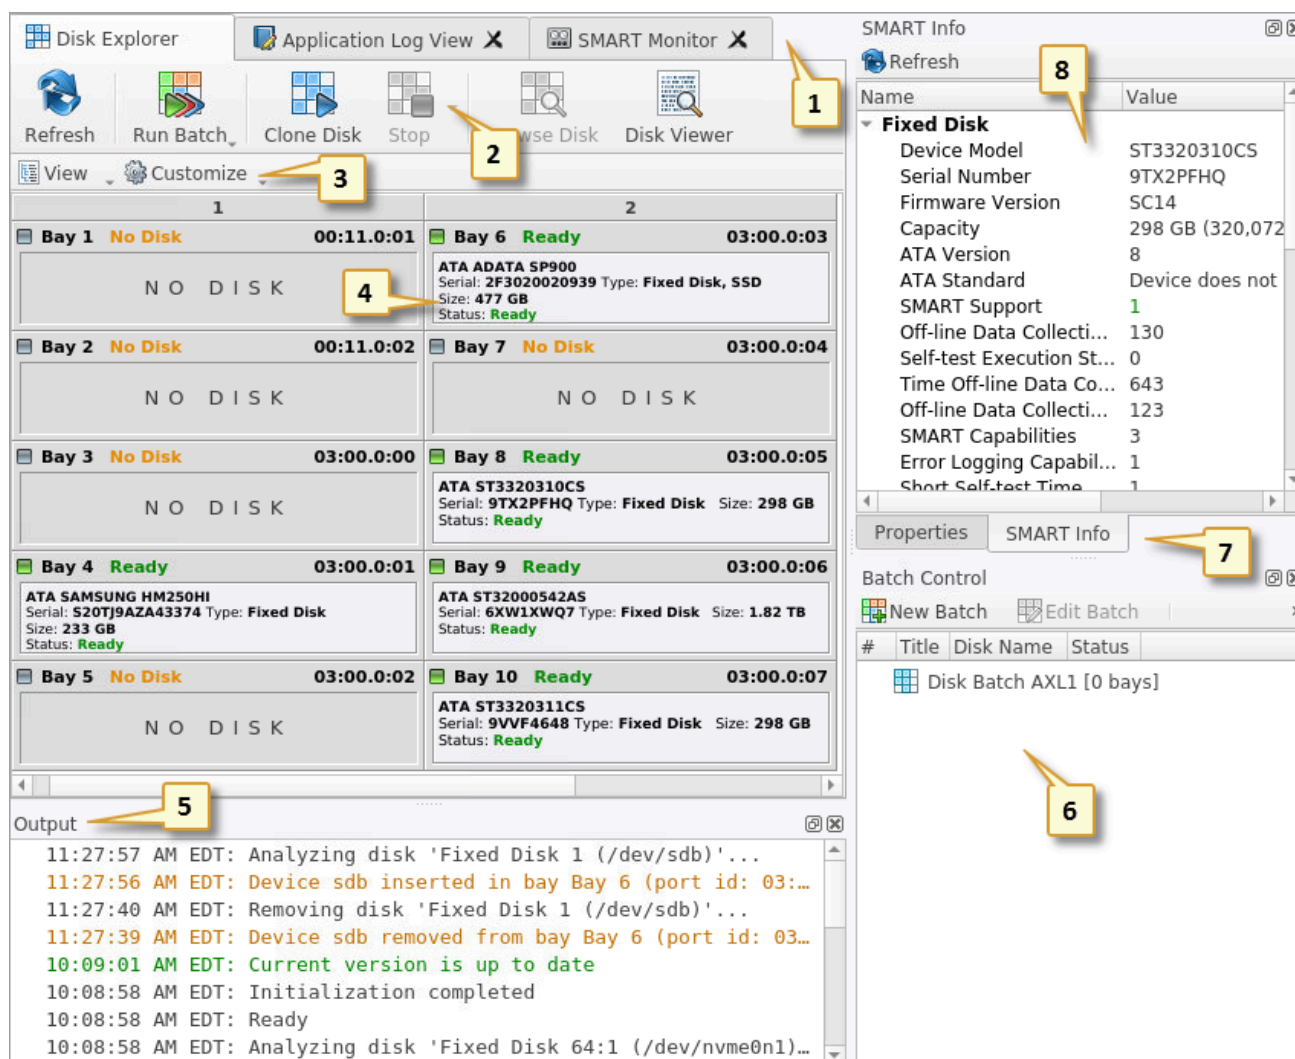 Disk Explorer
Application Log View
SMART Monitor
1
Refresh
Run Batch
Clone Disk
Stop
wse Disk
Disk Viewer
2
View
Customize
3
1
2
Bay 1 No Disk 00:11.0:01
NO DISK
Bay 6 Ready 03:00.0:03
ATA ADATA SP900
Serial: 2F3020020939 Type: Fixed Disk, SSD
Size: 477 GB
Status: Ready
4
Bay 2 No Disk 00:11.0:02
NO DISK
Bay 7 No Disk 03:00.0:04
NO DISK
Bay 3 No Disk 03:00.0:00
NO DISK
Bay 8 Ready 03:00.0:05
ATA ST3320310CS
Serial: 9TX2PFHQ Type: Fixed Disk Size: 298 GB
Status: Ready
Bay 4 Ready 03:00.0:01
ATA SAMSUNG HM250HI
Serial: S20TJ9AZA43374 Type: Fixed Disk
Size: 233 GB
Status: Ready
Bay 9 Ready 03:00.0:06
ATA ST32000542AS
Serial: 6XW1XWQ7 Type: Fixed Disk Size: 1.82 TB
Status: Ready
Bay 5 No Disk 03:00.0:02
NO DISK
Bay 10 Ready 03:00.0:07
ATA ST3320311CS
Serial: 9VVF4648 Type: Fixed Disk Size: 298 GB
Status: Ready
5
Output
11:27:57 AM EDT: Analyzing disk 'Fixed Disk 1 (/dev/sdb)'...
11:27:56 AM EDT: Device sdb inserted in bay Bay 6 (port id: 03:...
11:27:40 AM EDT: Removing disk 'Fixed Disk 1 (/dev/sdb)'...
11:27:39 AM EDT: Device sdb removed from bay Bay 6 (port id: 03...
10:09:01 AM EDT: Current version is up to date
10:08:58 AM EDT: Initialization completed
10:08:58 AM EDT: Ready
10:08:58 AM EDT: Analyzing disk 'Fixed Disk 64:1 (/dev/nvme0n1)...
SMART Info
Refresh
8
Name Value
Fixed Disk
Device Model ST3320310CS
Serial Number 9TX2PFHQ
Firmware Version SC14
Capacity 298 GB (320,072
ATA Version 8
ATA Standard Device does not
SMART Support 1
Off-line Data Collecti... 130
Self-test Execution St... 0
Time Off-line Data Co... 643
Off-line Data Collecti... 123
SMART Capabilities 3
Error Logging Capabil... 1
Short Self-test Time 1
Properties
SMART Info
7
Batch Control
New Batch
Edit Batch
# Title Disk Name Status
Disk Batch AXL1 [0 bays]
6